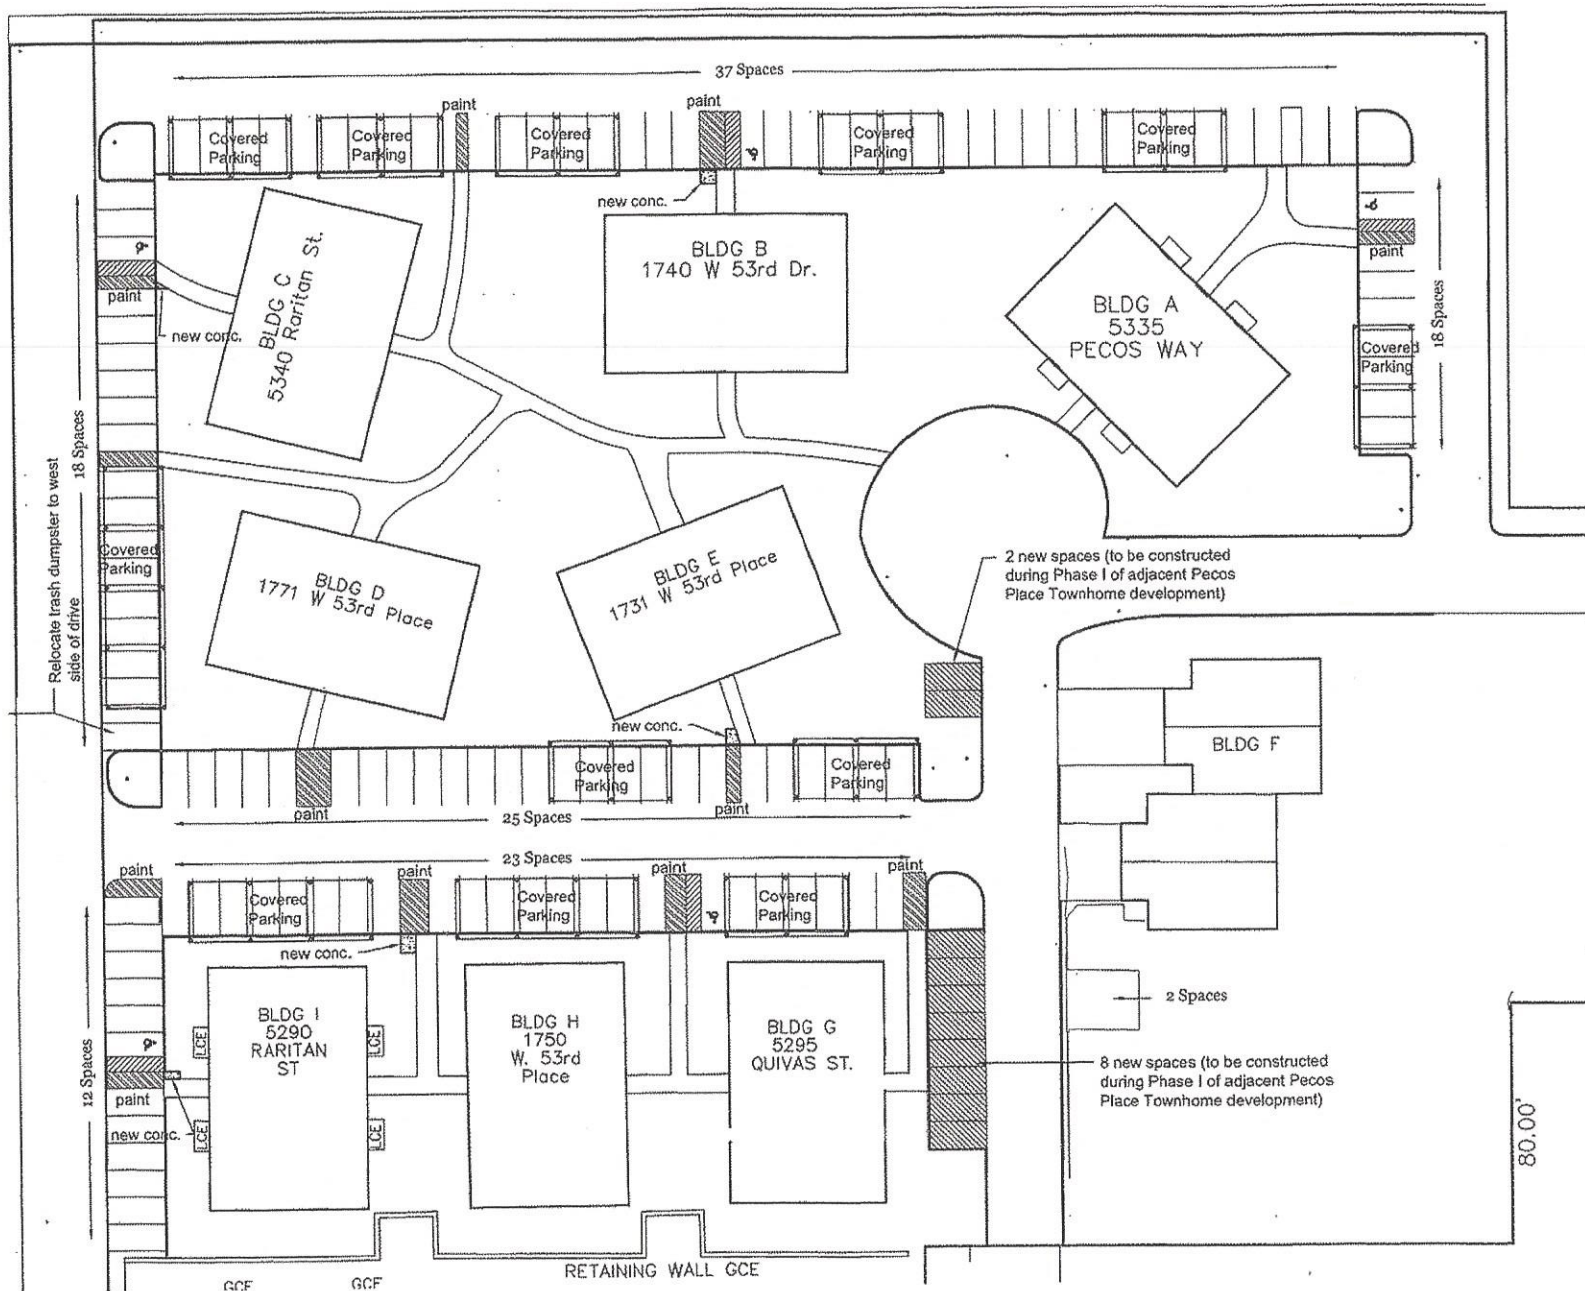 37 Spaces
paint
paint
Covered
Parking
Covered
Parking
Covered
Parking
Covered
Parking
Covered
Parking
new conc.
BLDG C
5340 Raritan St.
BLDG B
1740 W 53rd Dr.
BLDG A
5335
PECOS WAY
paint
18 Spaces
Covered
Parking
paint
new conc.
18 Spaces
Relocate trash dumpster to west
side of drive
Covered
Parking
BLDG D
1771 W 53rd Place
BLDG E
1731 W 53rd Place
2 new spaces (to be constructed
during Phase I of adjacent Pecos
Place Townhome development)
new conc.
BLDG F
Covered
Parking
Covered
Parking
paint
paint
25 Spaces
23 Spaces
paint
paint
paint
paint
Covered
Parking
Covered
Parking
Covered
Parking
new conc.
2 Spaces
BLDG I
5290
RARITAN
ST
LCE
LCE
LCE
LCE
BLDG H
1750
W. 53rd
Place
BLDG G
5295
QUIVAS ST.
8 new spaces (to be constructed
during Phase I of adjacent Pecos
Place Townhome development)
12 Spaces
paint
new conc.
80.00'
RETAINING WALL GCE
GCE
GCE